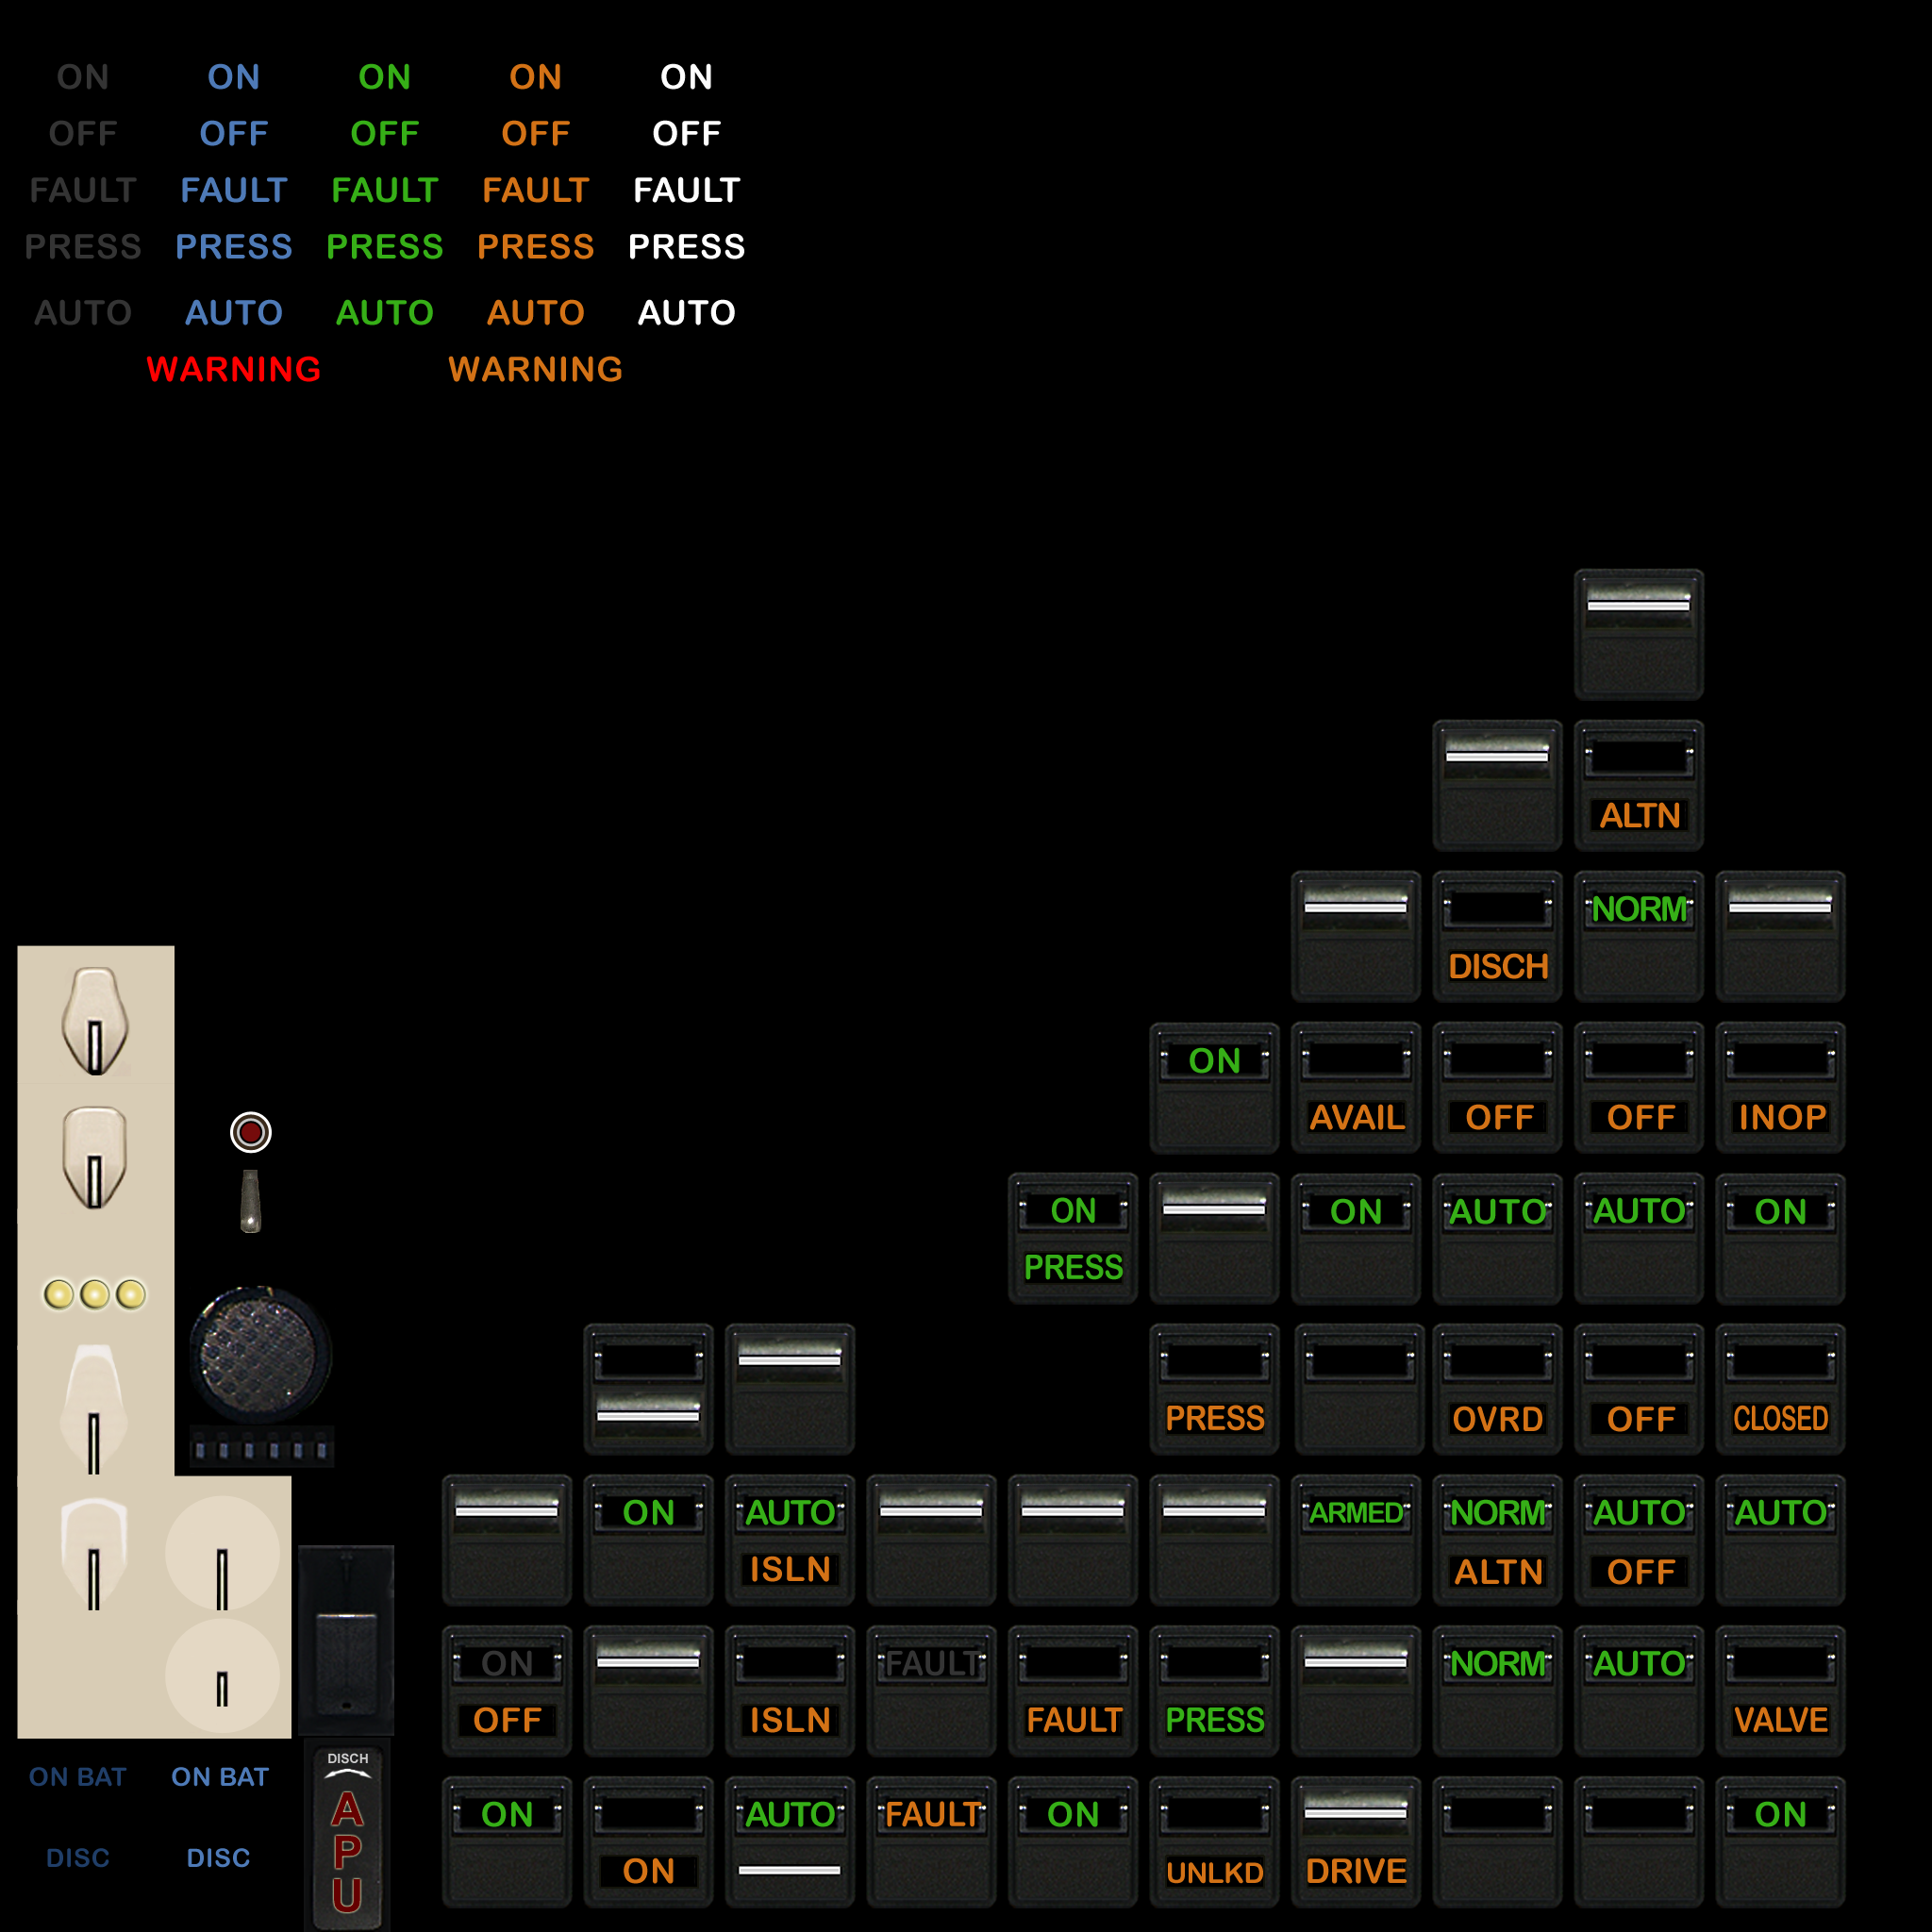 ON ON ON ON ON
OFF OFF OFF OFF OFF
FAULT FAULT FAULT FAULT FAULT
PRESS PRESS PRESS PRESS PRESS
AUTO AUTO AUTO AUTO AUTO
WARNING WARNING
ALTN
NORM
DISCH
ON
AVAIL OFF OFF INOP
ON ON AUTO AUTO ON
PRESS
PRESS OVRD OFF CLOSED
ON AUTO ARMED NORM AUTO AUTO
ISLN ALTN OFF
ON FAULT NORM AUTO
OFF ISLN FAULT PRESS VALVE
ON BAT ON BAT DISCH
ON AUTO FAULT ON ON
DISC DISC APU
ON UNLKD DRIVE